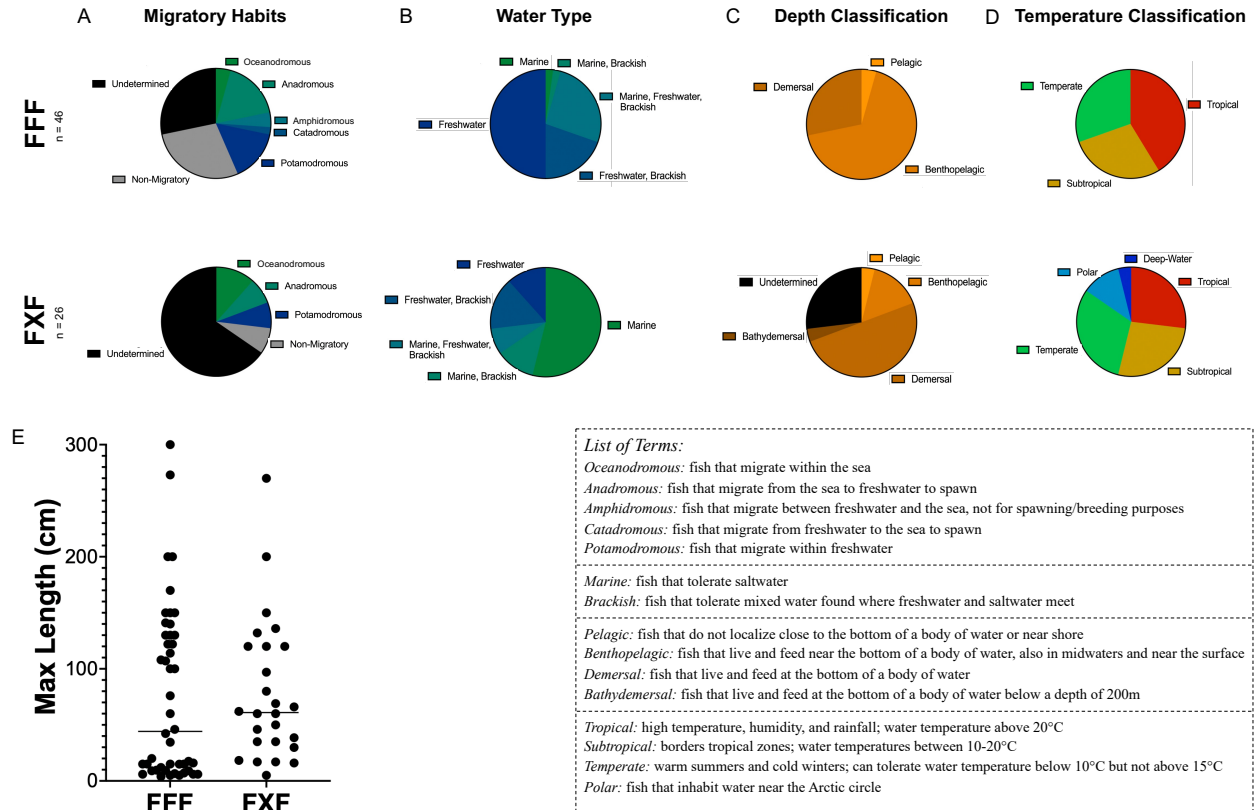 A
Migratory Habits
B
Water Type
C
Depth Classification
D
Temperature Classification
FFF
n = 46
Undetermined
Oceanodromous
Anadromous
Amphidromous
Catadromous
Potamodromous
Non-Migratory
Marine
Marine, Brackish
Marine, Freshwater,
Brackish
Freshwater
Freshwater, Brackish
Pelagic
Demersal
Benthopelagic
Temperate
Tropical
Subtropical
FXF
n = 26
Oceanodromous
Anadromous
Potamodromous
Non-Migratory
Undetermined
Freshwater
Freshwater, Brackish
Marine
Marine, Freshwater,
Brackish
Marine, Brackish
Pelagic
Undetermined
Benthopelagic
Bathydemersal
Demersal
Deep-Water
Polar
Tropical
Temperate
Subtropical
E
Max Length (cm)
300
200
100
0
FFF
FXF
List of Terms:
Oceanodromous: fish that migrate within the sea
Anadromous: fish that migrate from the sea to freshwater to spawn
Amphidromous: fish that migrate between freshwater and the sea, not for spawning/breeding purposes
Catadromous: fish that migrate from freshwater to the sea to spawn
Potamodromous: fish that migrate within freshwater
Marine: fish that tolerate saltwater
Brackish: fish that tolerate mixed water found where freshwater and saltwater meet
Pelagic: fish that do not localize close to the bottom of a body of water or near shore
Benthopelagic: fish that live and feed near the bottom of a body of water, also in midwaters and near the surface
Demersal: fish that live and feed at the bottom of a body of water
Bathydemersal: fish that live and feed at the bottom of a body of water below a depth of 200m
Tropical: high temperature, humidity, and rainfall; water temperature above 20°C
Subtropical: borders tropical zones; water temperatures between 10-20°C
Temperate: warm summers and cold winters; can tolerate water temperature below 10°C but not above 15°C
Polar: fish that inhabit water near the Arctic circle